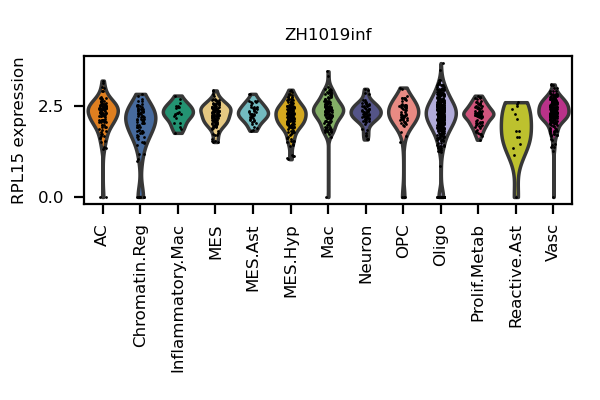 ZH1019inf
RPL15 expression
2.5
0.0
AC
Chromatin.Reg
Inflammatory.Mac
MES
MES.Ast
MES.Hyp
Mac
Neuron
OPC
Oligo
Prolif.Metab
Reactive.Ast
Vasc